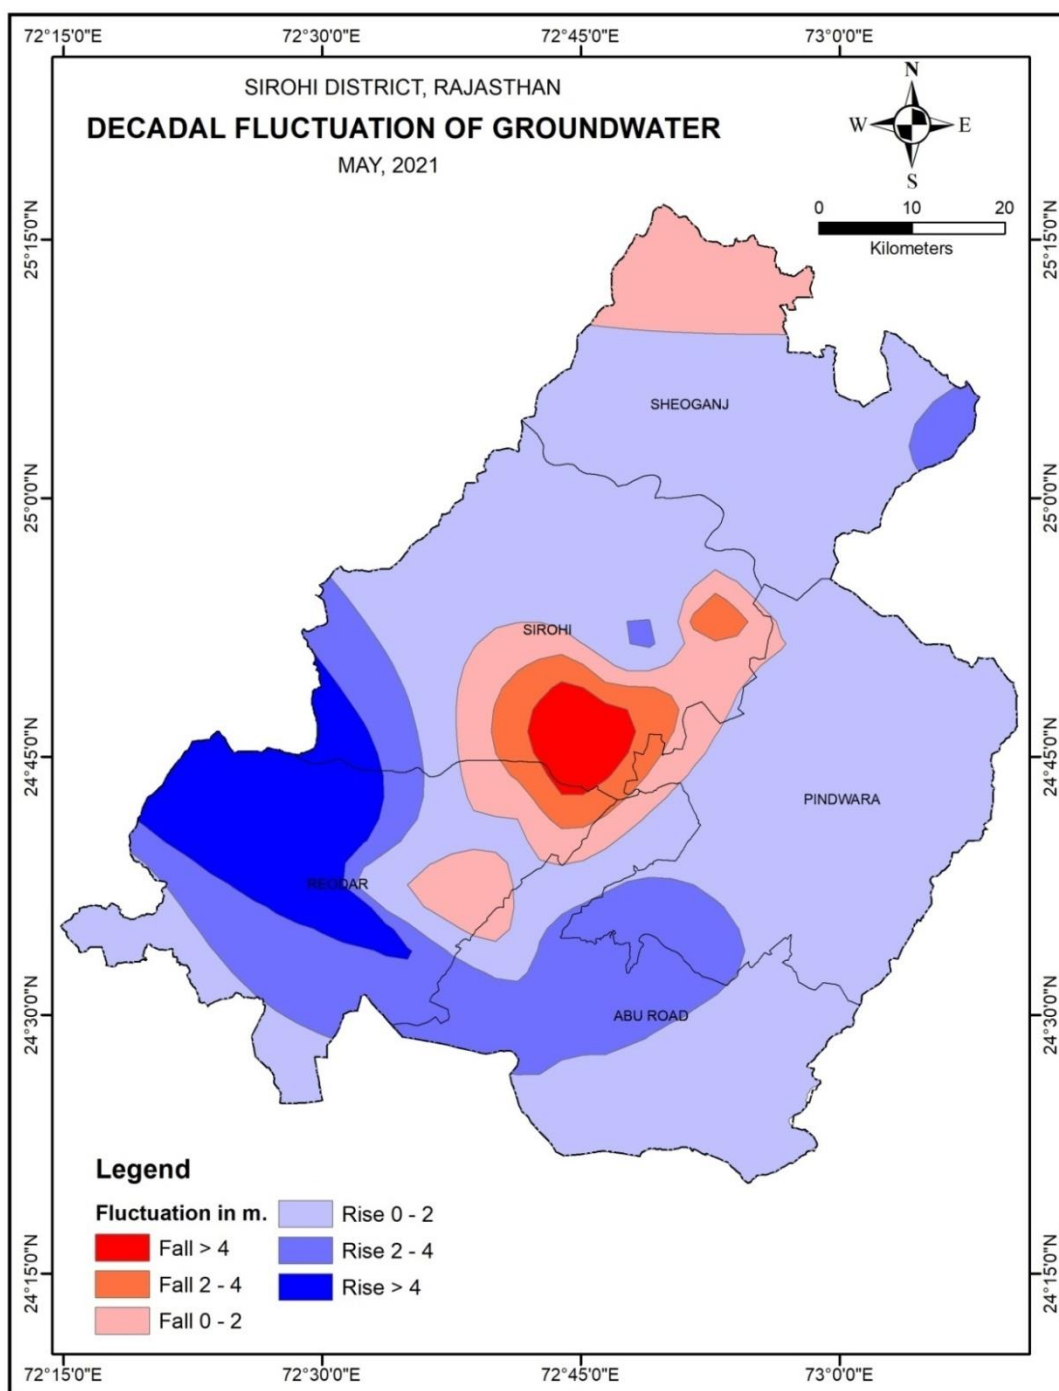 72°15'0"E 72°30'0"E 72°45'0"E 73°0'0"E
SIROHI DISTRICT, RAJASTHAN
DECADAL FLUCTUATION OF GROUNDWATER
MAY, 2021
N
W E
S
0 10 20
Kilometers
25°15'0"N 25°15'0"N
SHEOGANJ
25°0'0"N 25°0'0"N
SIROHI
24°45'0"N 24°45'0"N
PINDWARA
REODAR
24°30'0"N 24°30'0"N
ABU ROAD
Legend
Fluctuation in m.
Fall > 4
Fall 2 - 4
Fall 0 - 2
Rise 0 - 2
Rise 2 - 4
Rise > 4
24°15'0"N 24°15'0"N
72°15'0"E 72°30'0"E 72°45'0"E 73°0'0"E